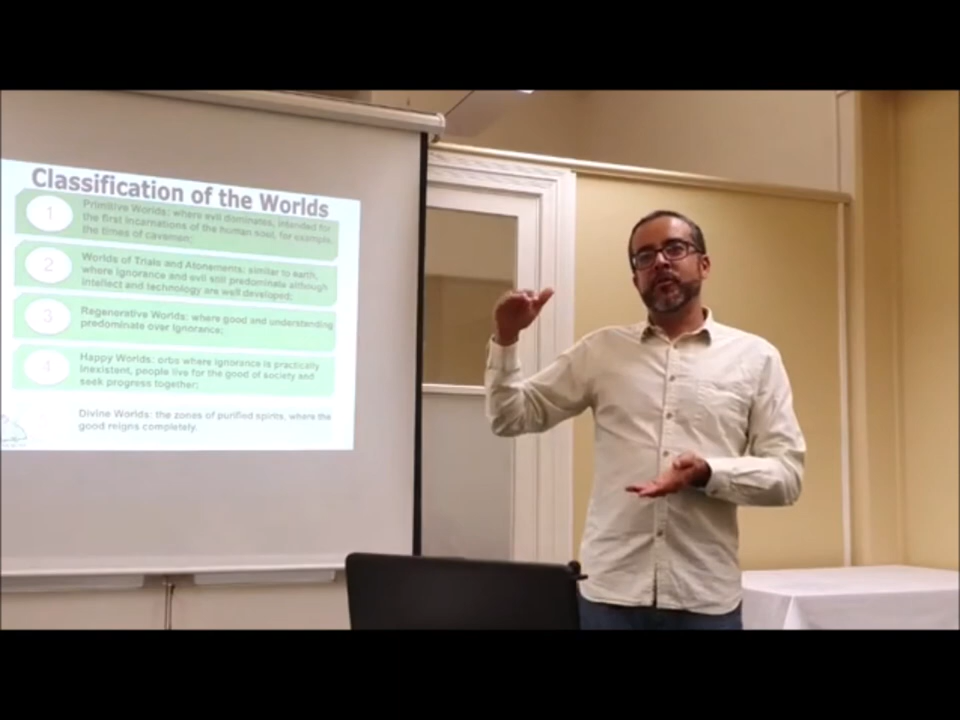 Classification of the Worlds
1
Primitive Worlds: where evil dominates, intended for
the first incarnations of the human soul, for example,
the times of cavemen;
2
Worlds of Trials and Atonements: similar to earth,
where ignorance and evil still predominate although
intellect and technology are well developed;
3
Regenerative Worlds: where good and understanding
predominate over ignorance;
4
Happy Worlds: orbs where ignorance is practically
inexistent, people live for the good of society and
seek progress together;
Divine Worlds: the zones of purified spirits, where the
good reigns completely.